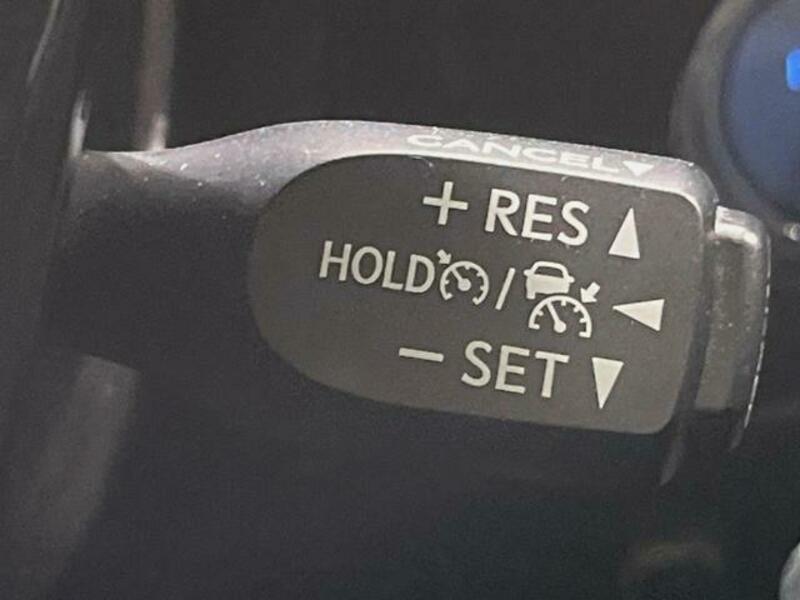 CANCEL▼
+ RES ▲
HOLD / ◀
− SET ▼